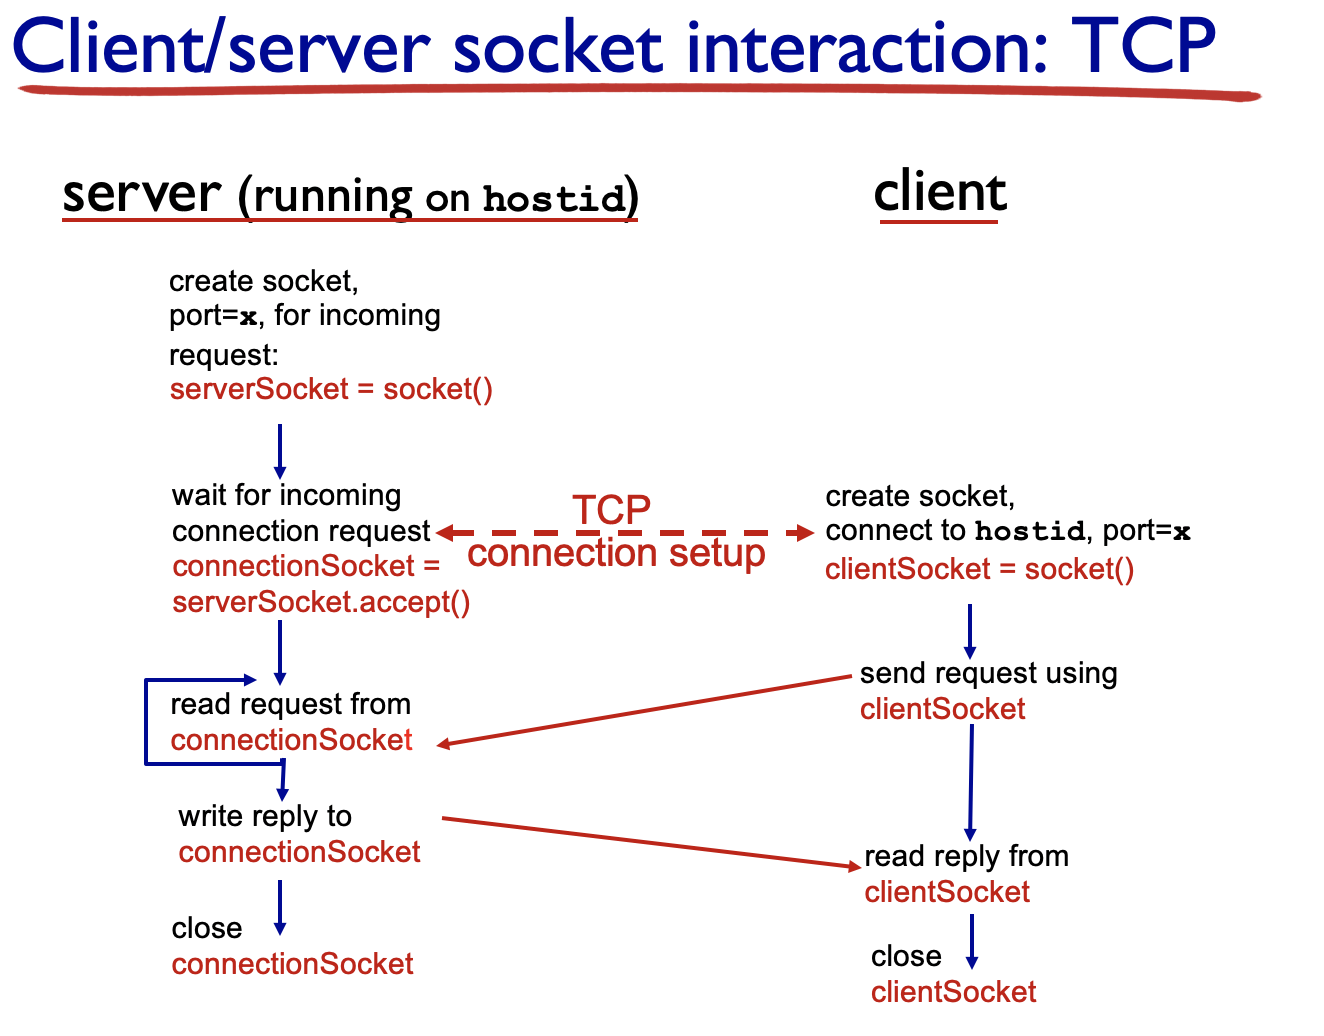 Client/server socket interaction: TCP
server (running on hostid)
client
create socket,
port=x, for incoming
request:
serverSocket = socket()
wait for incoming
connection request
connectionSocket =
serverSocket.accept()
TCP
connection setup
create socket,
connect to hostid, port=x
clientSocket = socket()
send request using
clientSocket
read request from
connectionSocket
write reply to
connectionSocket
read reply from
clientSocket
close
connectionSocket
close
clientSocket